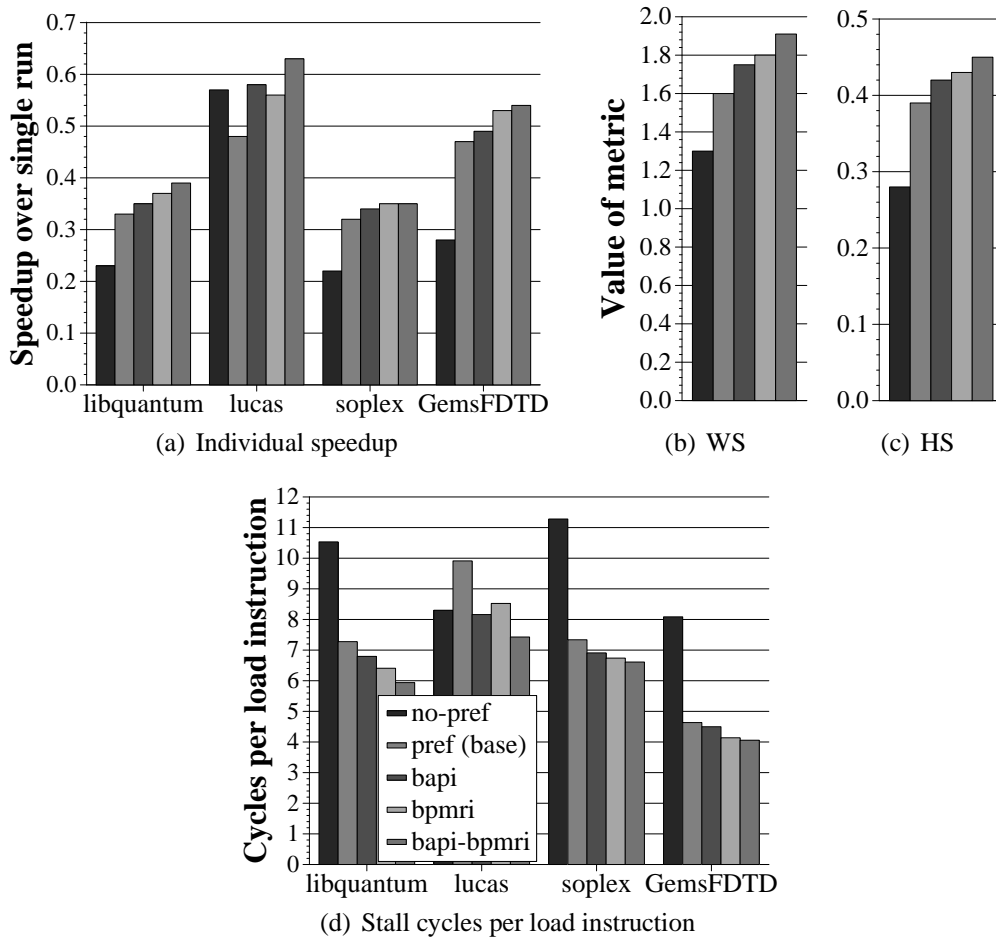 Speedup over single run
0.7
0.6
0.5
0.4
0.3
0.2
0.1
0.0
libquantum lucas soplex GemsFDTD
(a) Individual speedup
Value of metric
2.0
1.8
1.6
1.4
1.2
1.0
0.8
0.6
0.4
0.2
0.0
(b) WS
0.5
0.4
0.3
0.2
0.1
0.0
(c) HS
Cycles per load instruction
12
11
10
9
8
7
6
5
4
3
2
1
0
no-pref
pref (base)
bapi
bpmri
bapi-bpmri
libquantum lucas soplex GemsFDTD
(d) Stall cycles per load instruction